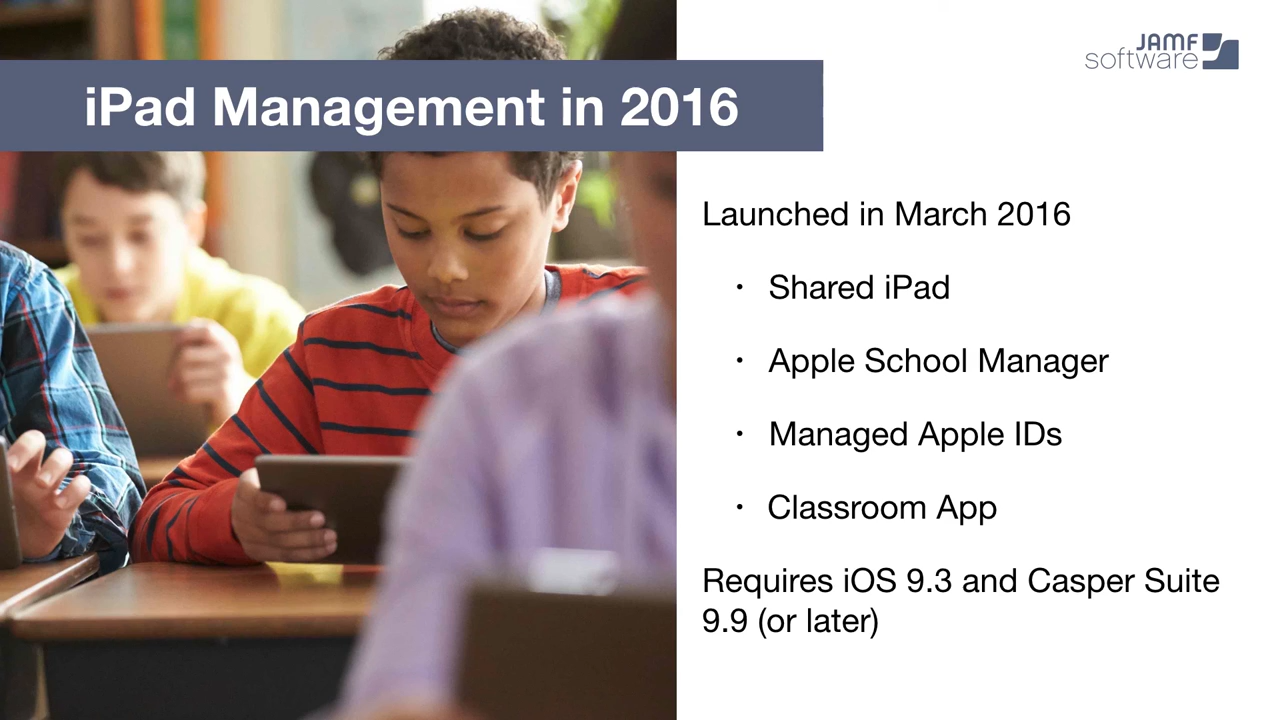 JAMF
software
iPad Management in 2016
Launched in March 2016
· Shared iPad
· Apple School Manager
· Managed Apple IDs
· Classroom App
Requires iOS 9.3 and Casper Suite
9.9 (or later)